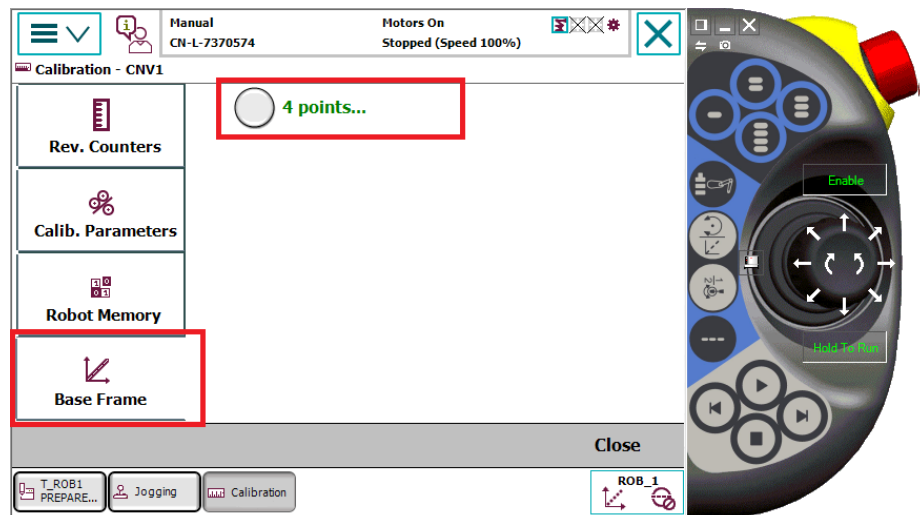 Manual
CN-L-7370574
Motors On
Stopped (Speed 100%)
Calibration - CNV1
Rev. Counters
Calib. Parameters
Robot Memory
Base Frame
4 points...
Close
T_ROB1
PREPARE...
Jogging
Calibration
ROB_1
Enable
Hold To Run